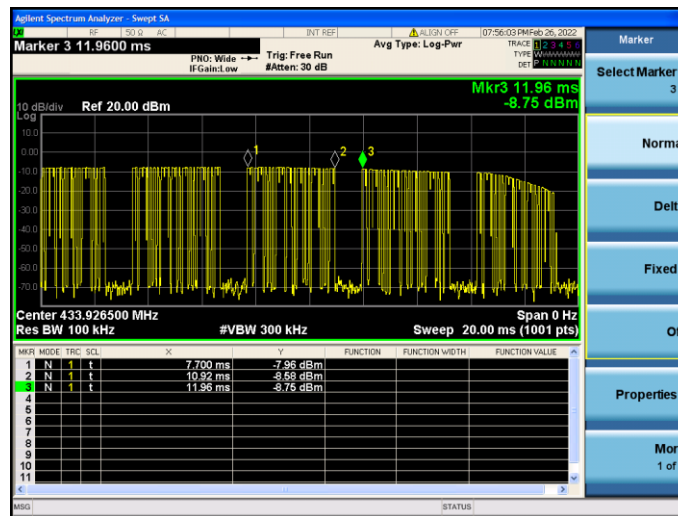 Agilent Spectrum Analyzer - Swept SA
RF 50 Ω AC INT REF ALIGN OFF 07:56:03 PM Feb 26, 2022
Marker 3 11.9600 ms
PNO: Wide Trig: Free Run
IFGain:Low #Atten: 30 dB
Avg Type: Log-Pwr
TRACE 1 2 3 4 5 6
TYPE WWWWWW
DET P N N N N N
Mkr3 11.96 ms
-8.75 dBm
10 dB/div Ref 20.00 dBm
Log
10.0
0.00
-10.0
-20.0
-30.0
-40.0
-50.0
-60.0
-70.0
1
2
3
Center 433.926500 MHz Span 0 Hz
Res BW 100 kHz #VBW 300 kHz Sweep 20.00 ms (1001 pts)
MKR MODE TRC SCL X Y FUNCTION FUNCTION WIDTH FUNCTION VALUE
1 N 1 t 7.700 ms -7.96 dBm
2 N 1 t 10.92 ms -8.58 dBm
3 N 1 t 11.96 ms -8.75 dBm
4
5
6
7
8
9
10
11
MSG STATUS
Marker
Select Marker
3
Norma
Delt
Fixed
O
Properties
Mor
1 of